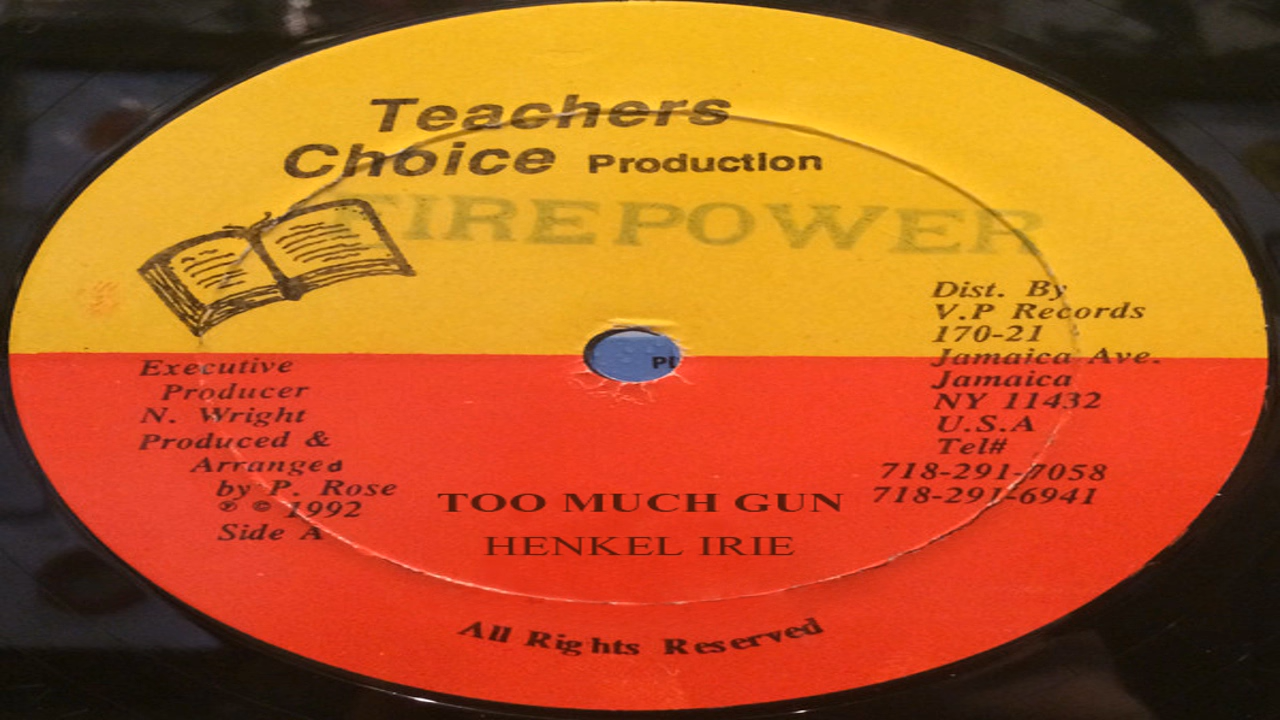 Teachers
Choice Production
FIREPOWER
Dist. By
V.P Records
170-21
Jamaica Ave.
Jamaica
NY 11432
U.S.A
Tel#
718-291-7058
718-291-6941
Executive
Producer
N. Wright
Produced &
Arranged
by P. Rose
℗ © 1992
Side A
TOO MUCH GUN
HENKEL IRIE
All Rights Reserved